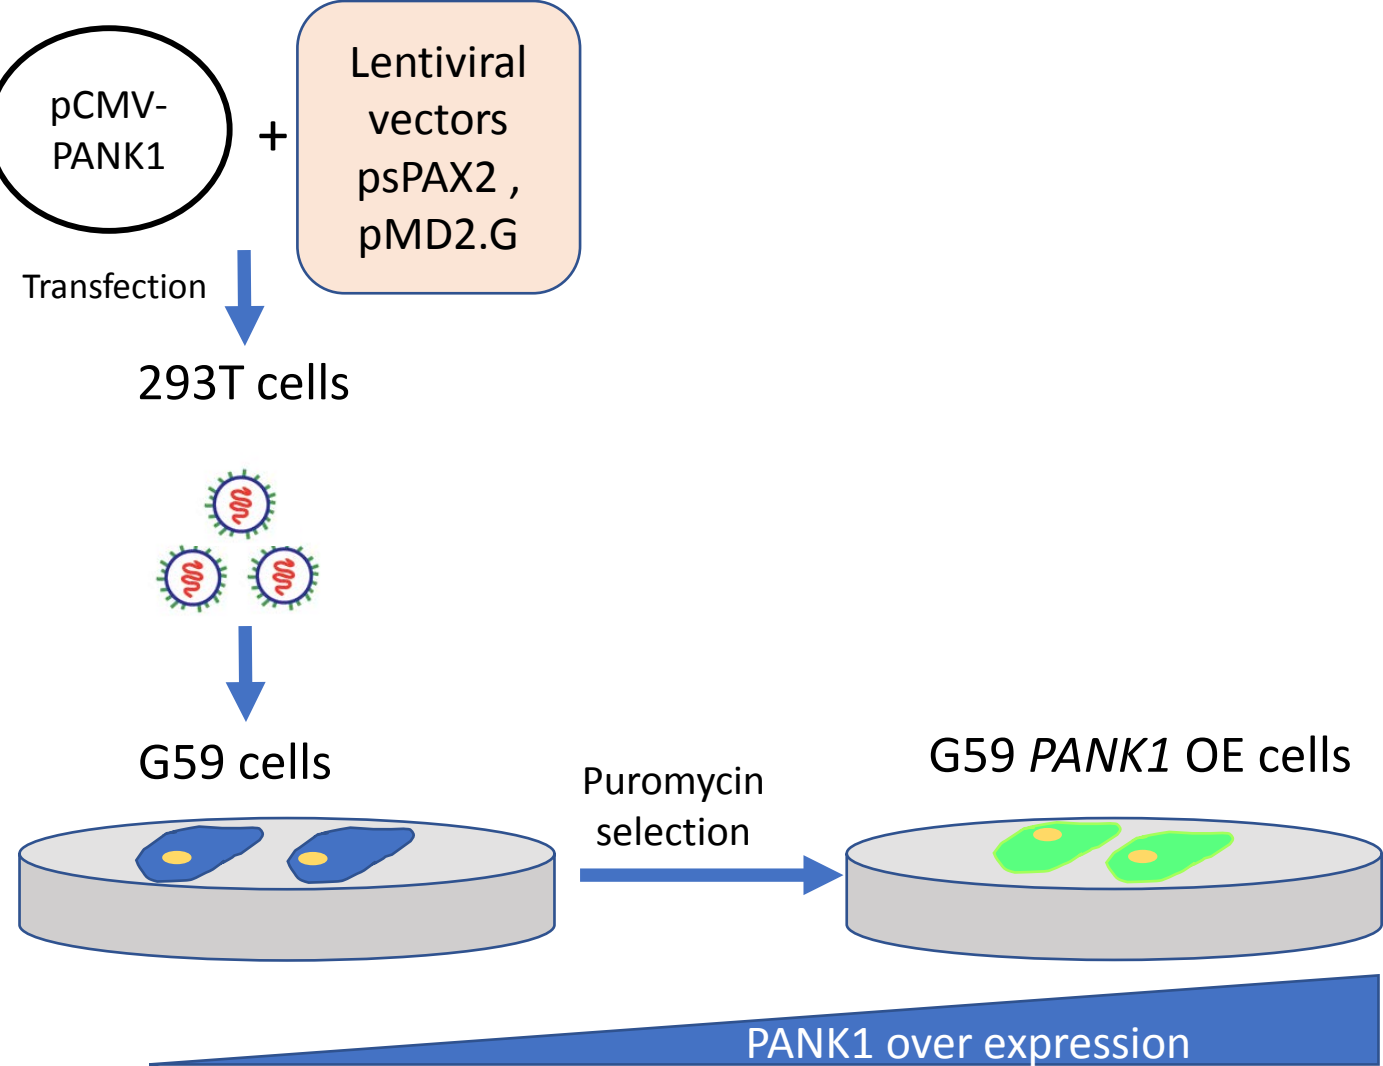 pCMV-
PANK1
+
Lentiviral
vectors
psPAX2 ,
pMD2.G
Transfection
293T cells
G59 cells
Puromycin
selection
G59 PANK1 OE cells
PANK1 over expression